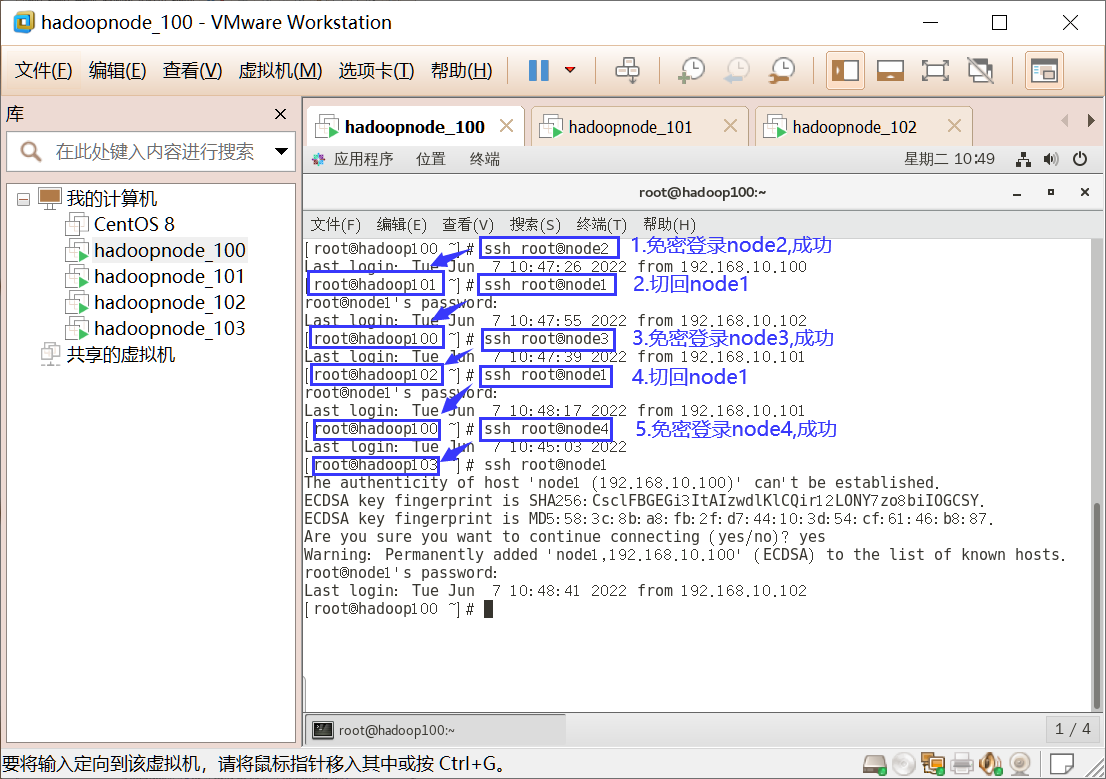 hadoopnode_100 - VMware Workstation
文件(F) 编辑(E) 查看(V) 虚拟机(M) 选项卡(T) 帮助(H)
库
在此处键入内容进行搜索
我的计算机
CentOS 8
hadoopnode_100
hadoopnode_101
hadoopnode_102
hadoopnode_103
共享的虚拟机
hadoopnode_100 hadoopnode_101 hadoopnode_102
应用程序 位置 终端 星期二 10:49
root@hadoop100:~
文件(F) 编辑(E) 查看(V) 搜索(S) 终端(T) 帮助(H)
[root@hadoop100 ~]# ssh root@node2 1.免密登录node2,成功
Last login: Tue Jun  7 10:47:26 2022 from 192.168.10.100
[root@hadoop101 ~]# ssh root@node1 2.切回node1
root@node1's password:
Last login: Tue Jun  7 10:47:55 2022 from 192.168.10.102
[root@hadoop100 ~]# ssh root@node3 3.免密登录node3,成功
Last login: Tue Jun  7 10:47:39 2022 from 192.168.10.101
[root@hadoop102 ~]# ssh root@node1 4.切回node1
root@node1's password:
Last login: Tue Jun  7 10:48:17 2022 from 192.168.10.101
[root@hadoop100 ~]# ssh root@node4 5.免密登录node4,成功
Last login: Tue Jun  7 10:45:03 2022
[root@hadoop103 ~]# ssh root@node1
The authenticity of host 'node1 (192.168.10.100)' can't be established.
ECDSA key fingerprint is SHA256:CsclFBGEGi3ItAIzwdlKlCQir12LONY7zo8biIOGCSY.
ECDSA key fingerprint is MD5:58:3c:8b:a8:fb:2f:d7:44:10:3d:54:cf:61:46:b8:87.
Are you sure you want to continue connecting (yes/no)? yes
Warning: Permanently added 'node1,192.168.10.100' (ECDSA) to the list of known hosts.
root@node1's password:
Last login: Tue Jun  7 10:48:41 2022 from 192.168.10.102
[root@hadoop100 ~]#
root@hadoop100:~ 1 / 4
要将输入定向到该虚拟机，请将鼠标指针移入其中或按 Ctrl+G。